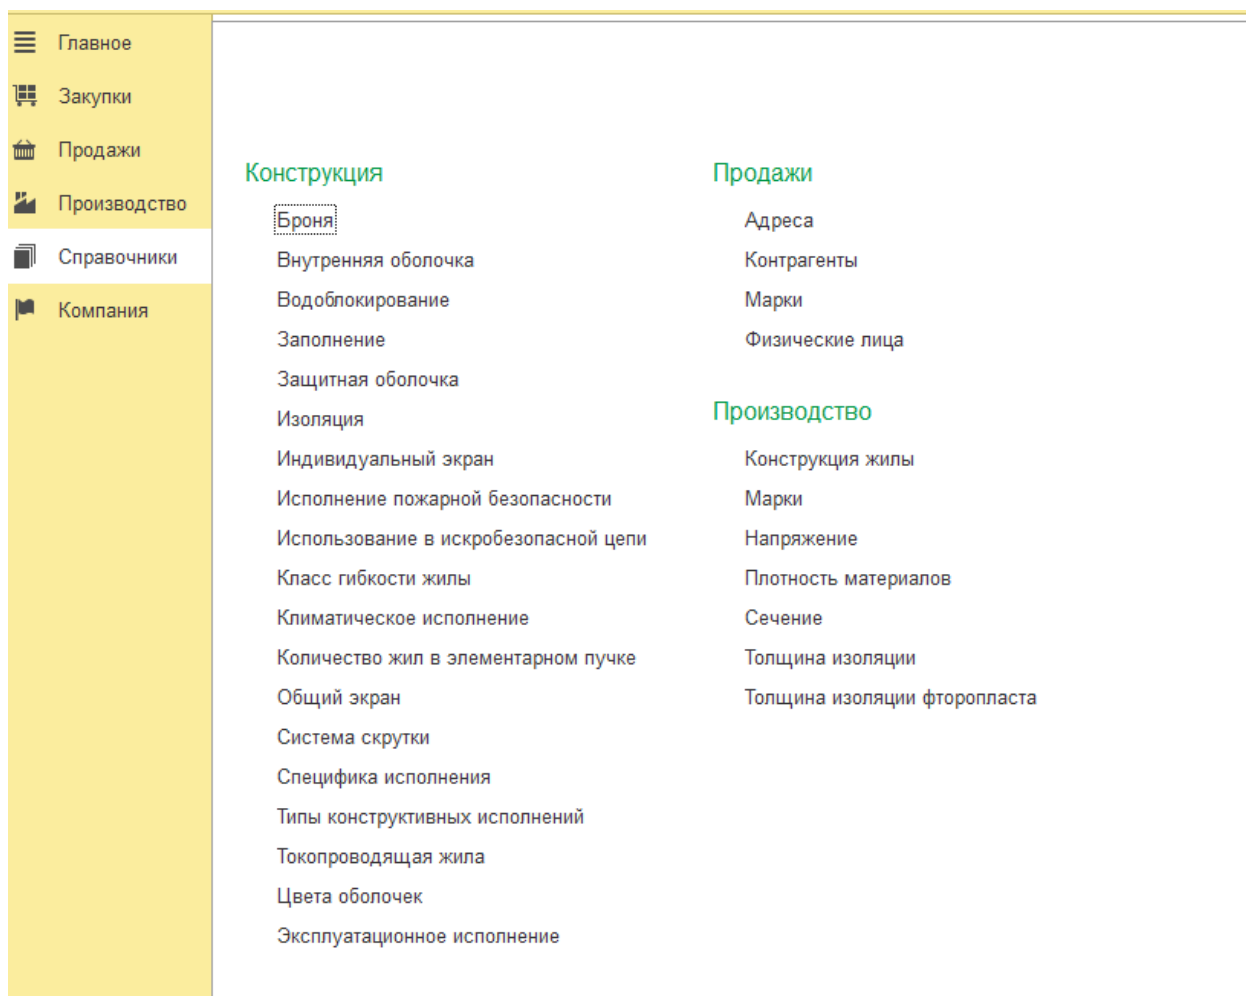 Главное
Закупки
Продажи
Производство
Справочники
Компания
Конструкция
Броня
Внутренняя оболочка
Водоблокирование
Заполнение
Защитная оболочка
Изоляция
Индивидуальный экран
Исполнение пожарной безопасности
Использование в искробезопасной цепи
Класс гибкости жилы
Климатическое исполнение
Количество жил в элементарном пучке
Общий экран
Система скрутки
Специфика исполнения
Типы конструктивных исполнений
Токопроводящая жила
Цвета оболочек
Эксплуатационное исполнение
Продажи
Адреса
Контрагенты
Марки
Физические лица
Производство
Конструкция жилы
Марки
Напряжение
Плотность материалов
Сечение
Толщина изоляции
Толщина изоляции фторопласта